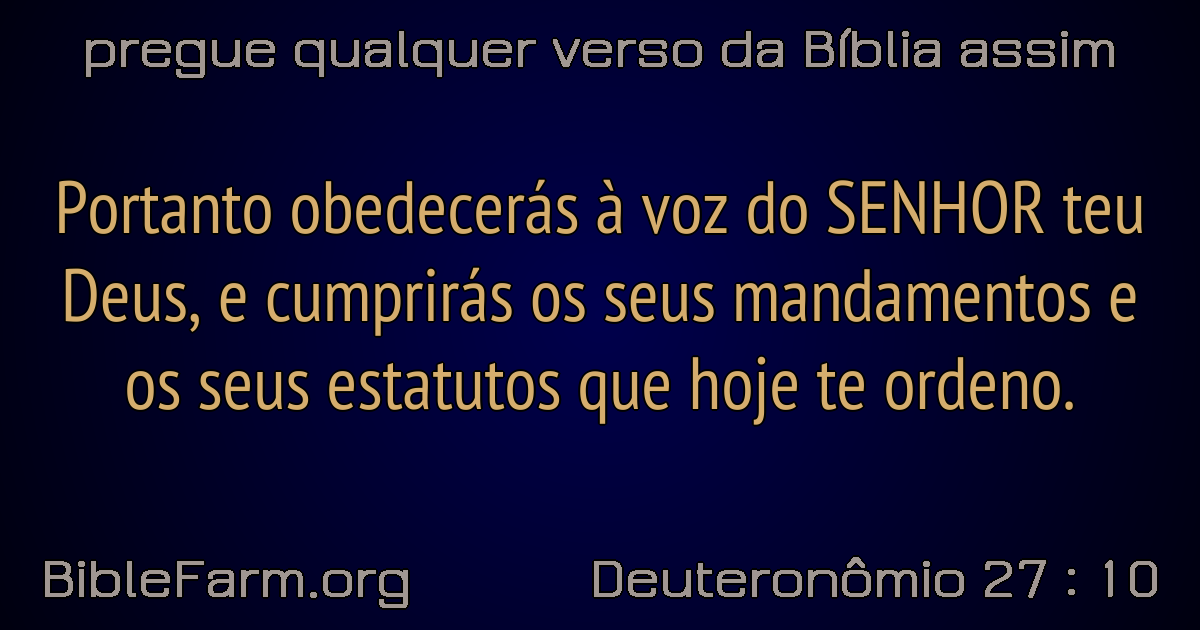 pregue qualquer verso da Bíblia assim
Portanto obedecerás à voz do SENHOR teu
Deus, e cumprirás os seus mandamentos e
os seus estatutos que hoje te ordeno.
BibleFarm.org
Deuteronômio 27 : 10